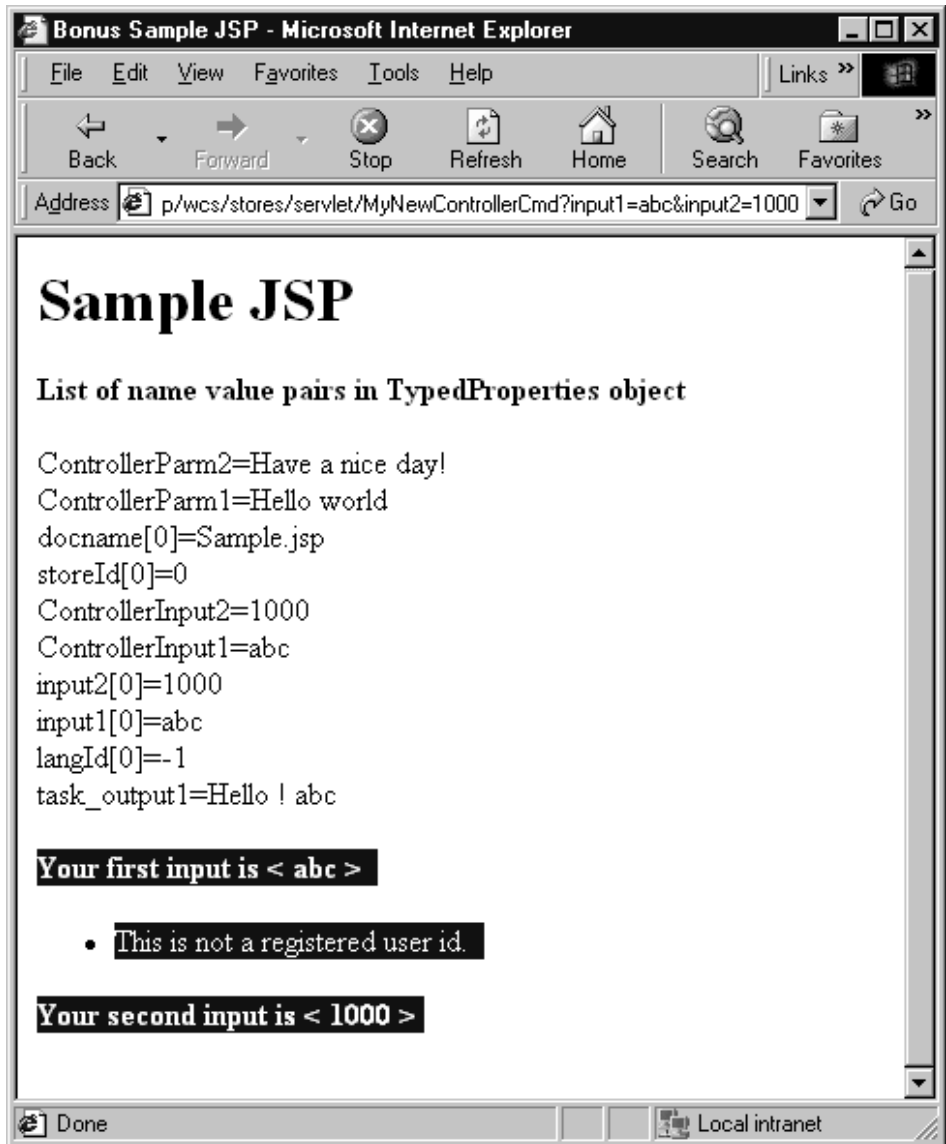 Bonus Sample JSP - Microsoft Internet Explorer
File Edit View Favorites Tools Help Links »
Back Forward Stop Refresh Home Search Favorites »
Address p/wcs/stores/servlet/MyNewControllerCmd?input1=abc&input2=1000 Go
Sample JSP
List of name value pairs in TypedProperties object
ControllerParm2=Have a nice day!
ControllerParm1=Hello world
docname[0]=Sample.jsp
storeId[0]=0
ControllerInput2=1000
ControllerInput1=abc
input2[0]=1000
input1[0]=abc
langId[0]=-1
task_output1=Hello ! abc
Your first input is < abc >
• This is not a registered user id.
Your second input is < 1000 >
Done Local intranet